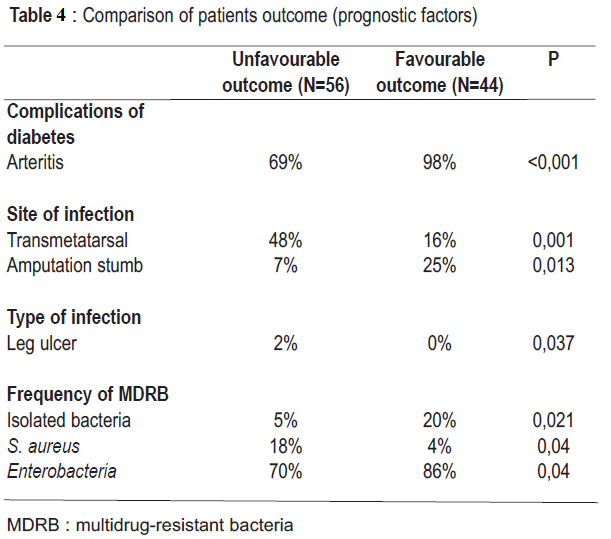 Table 4 : Comparison of patients outcome (prognostic factors)
Unfavourable Favourable P
outcome (N=56) outcome (N=44)
Complications of
diabetes
Arteritis 69% 98% <0,001
Site of infection
Transmetatarsal 48% 16% 0,001
Amputation stumb 7% 25% 0,013
Type of infection
Leg ulcer 2% 0% 0,037
Frequency of MDRB
Isolated bacteria 5% 20% 0,021
S. aureus 18% 4% 0,04
Enterobacteria 70% 86% 0,04
MDRB : multidrug-resistant bacteria